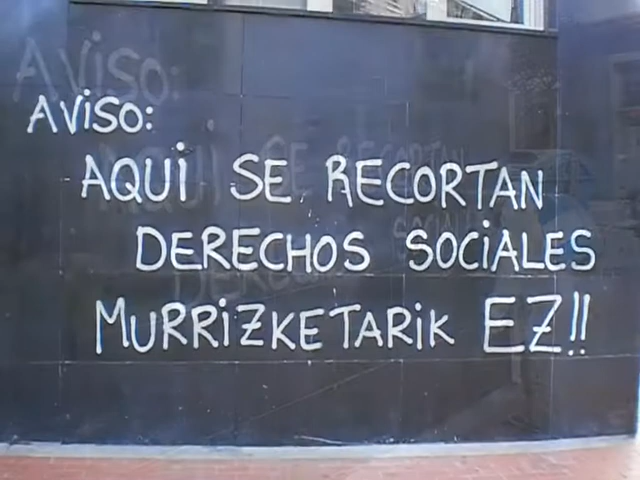 AViSO:
AQUi SE RECORTAN
DERECHOS SOCiALES
MURRiZKETARiK EZ!!